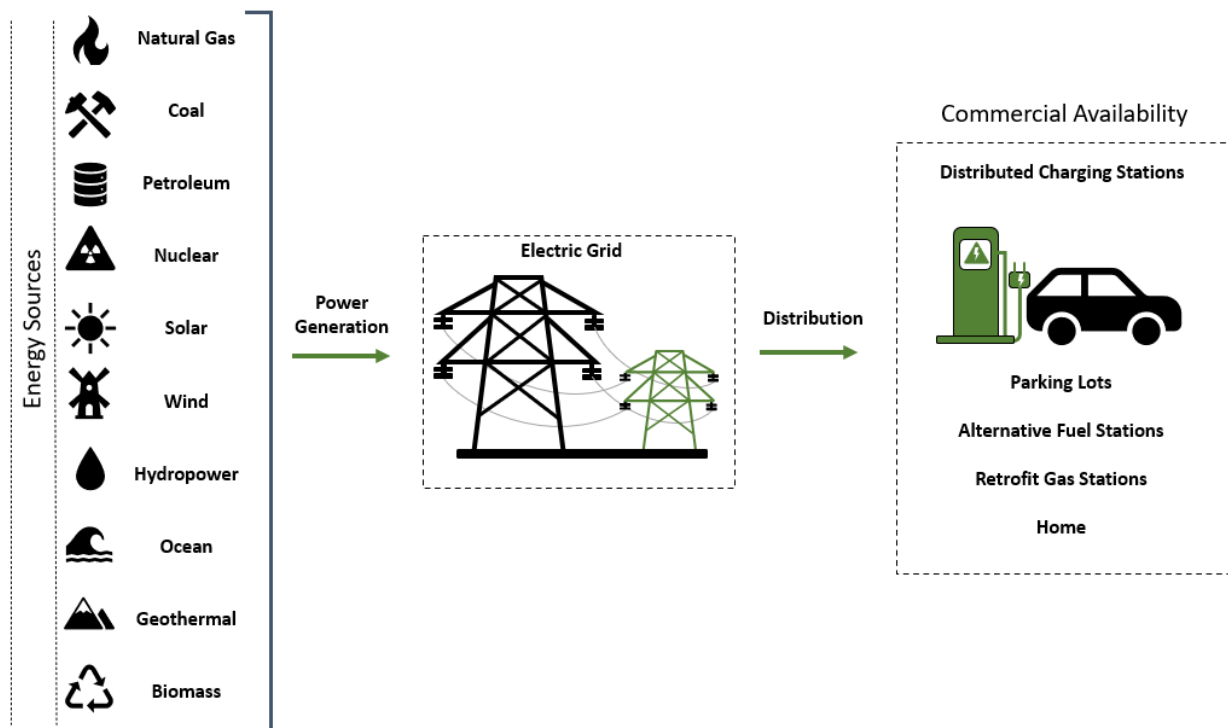 Energy Sources
Natural Gas
Coal
Petroleum
Nuclear
Solar
Wind
Hydropower
Ocean
Geothermal
Biomass
Power
Generation
Electric Grid
Distribution
Commercial Availability
Distributed Charging Stations
Parking Lots
Alternative Fuel Stations
Retrofit Gas Stations
Home